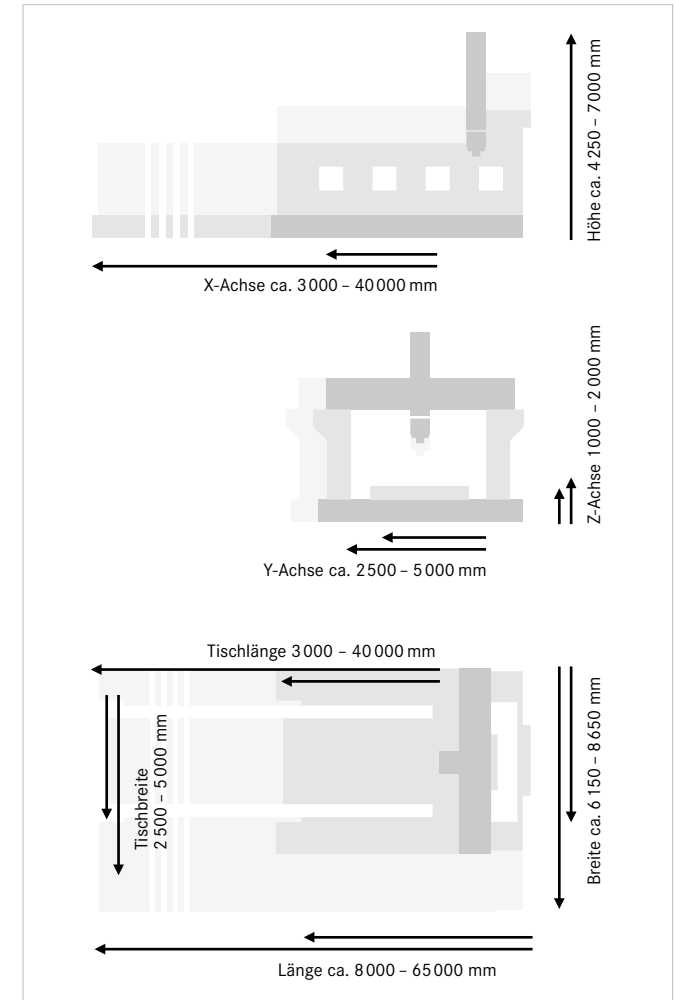 Höhe ca. 4 250 – 7000 mm
X-Achse ca. 3 000 – 40 000 mm
Z-Achse 1 000 – 2 000 mm
Y-Achse ca. 2 500 – 5 000 mm
Tischlänge 3 000 – 40 000 mm
Tischbreite
2 500 – 5 000 mm
Breite ca. 6 150 – 8 650 mm
Länge ca. 8 000 – 65 000 mm